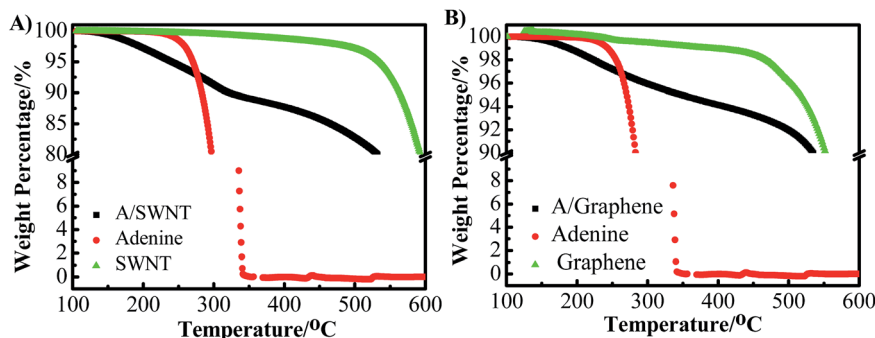 A)
Weight Percentage/%
100
95
90
85
80
8
6
4
2
0
A/SWNT
Adenine
SWNT
100 200 300 400 500 600
Temperature/⁰C
B)
Weight Percentage/%
100
98
96
94
92
90
8
6
4
2
0
A/Graphene
Adenine
Graphene
100 200 300 400 500 600
Temperature/⁰C